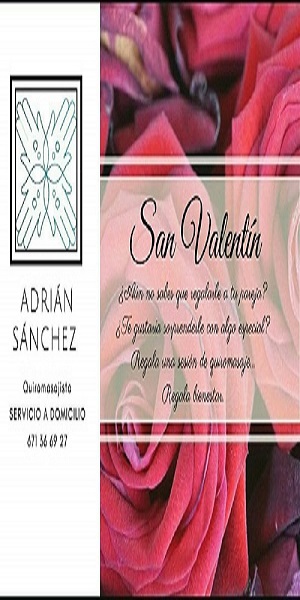 ADRIÁN
SÁNCHEZ
Quiromasajista
SERVICIO A DOMICILIO
671 36 69 27
San Valentín
¿Aún no sabes que regalarle a tu pareja?
¿Te gustaría sorprenderle con algo especial?
Regala una sesión de quiromasaje...
Regala bienestar.